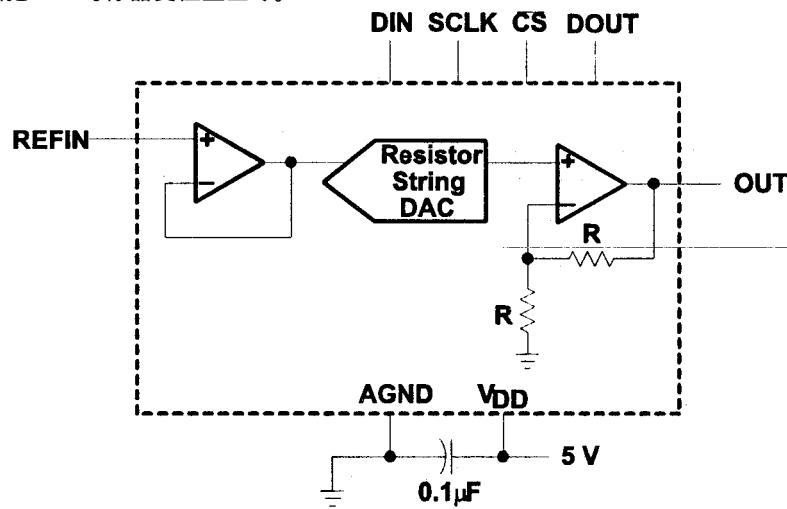 DIN SCLK CS DOUT
REFIN
+
−
Resistor
String
DAC
+
−
OUT
R
R
AGND VDD
5 V
0.1μF